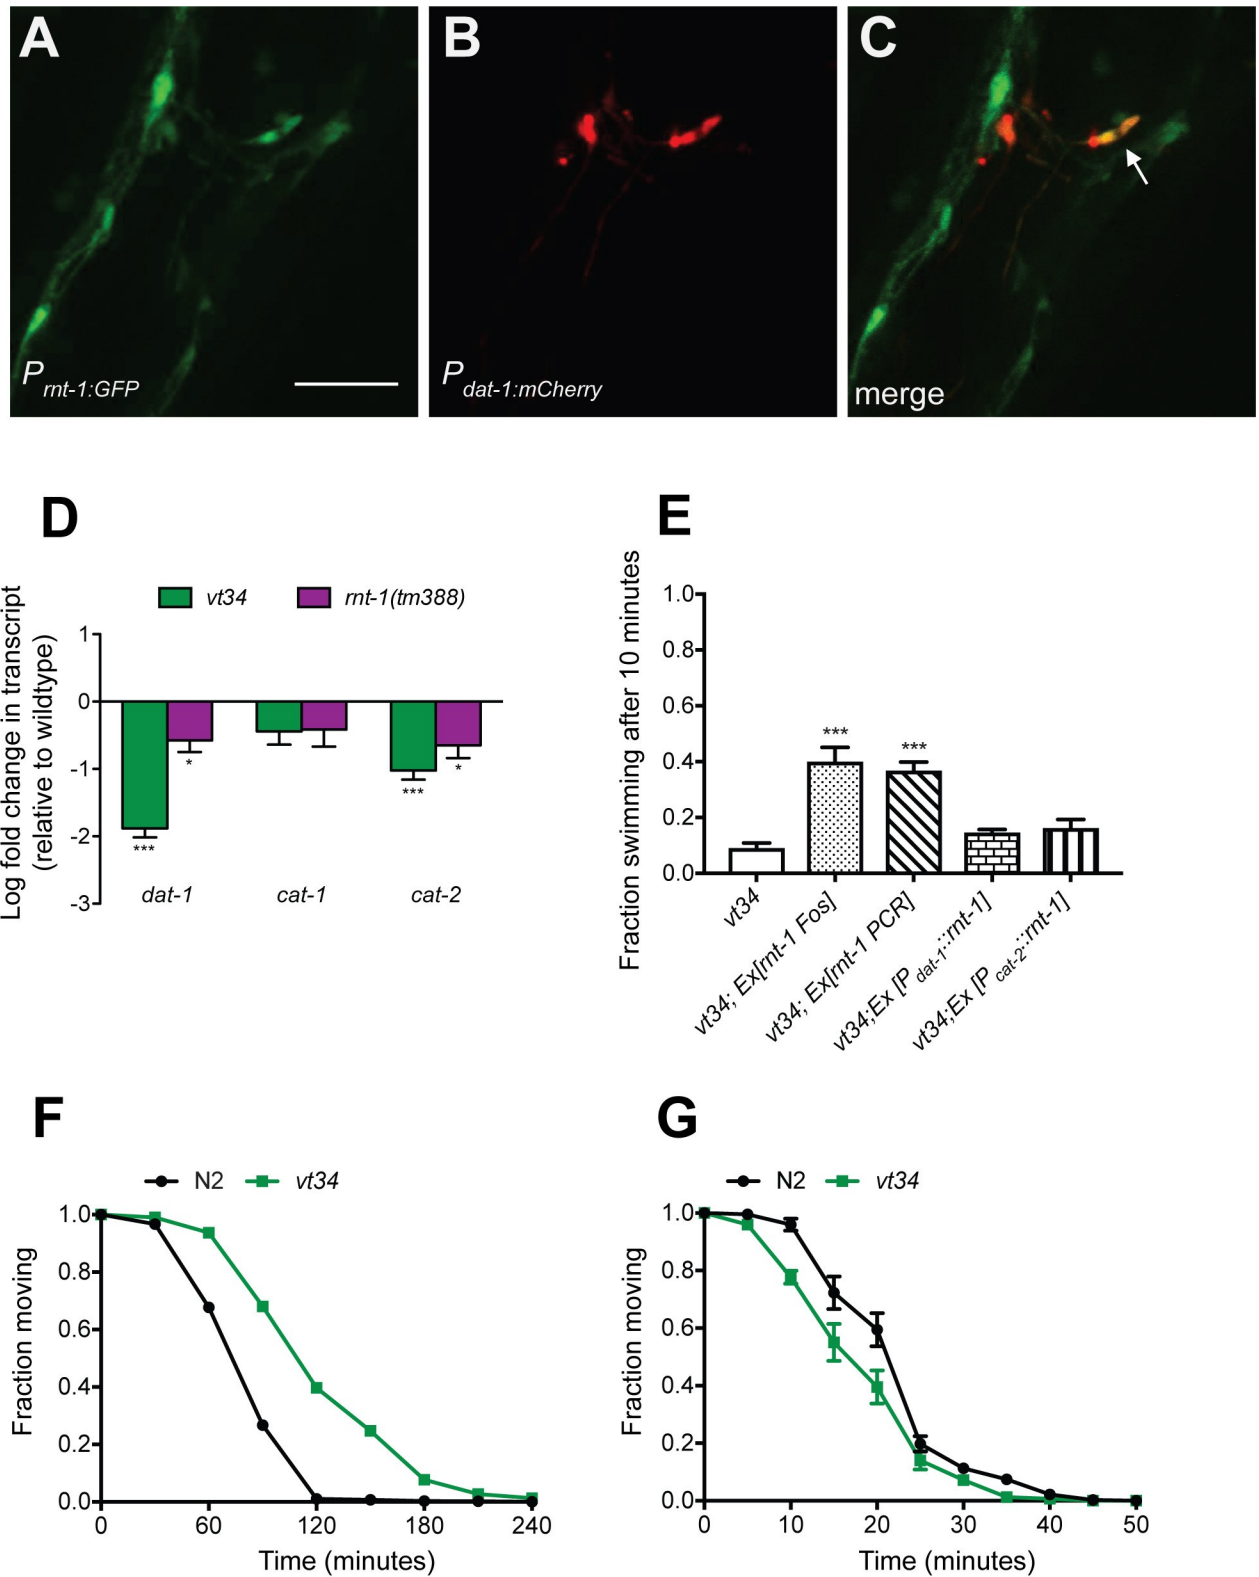 A
B
C
P rnt-1:GFP
P dat-1:mCherry
merge
D
vt34
rnt-1(tm388)
Log fold change in transcript
(relative to wildtype)
1
0
-1
-2
-3
***
*
***
*
dat-1
cat-1
cat-2
E
Fraction swimming after 10 minutes
1.0
0.8
0.6
0.4
0.2
0.0
***
***
vt34
vt34; Ex[rnt-1 Fos]
vt34; Ex[rnt-1 PCR]
vt34;Ex [P dat-1::rnt-1]
vt34;Ex [P cat-2::rnt-1]
F
N2
vt34
Fraction moving
1.0
0.8
0.6
0.4
0.2
0.0
0 60 120 180 240
Time (minutes)
G
N2
vt34
Fraction moving
1.0
0.8
0.6
0.4
0.2
0.0
0 10 20 30 40 50
Time (minutes)